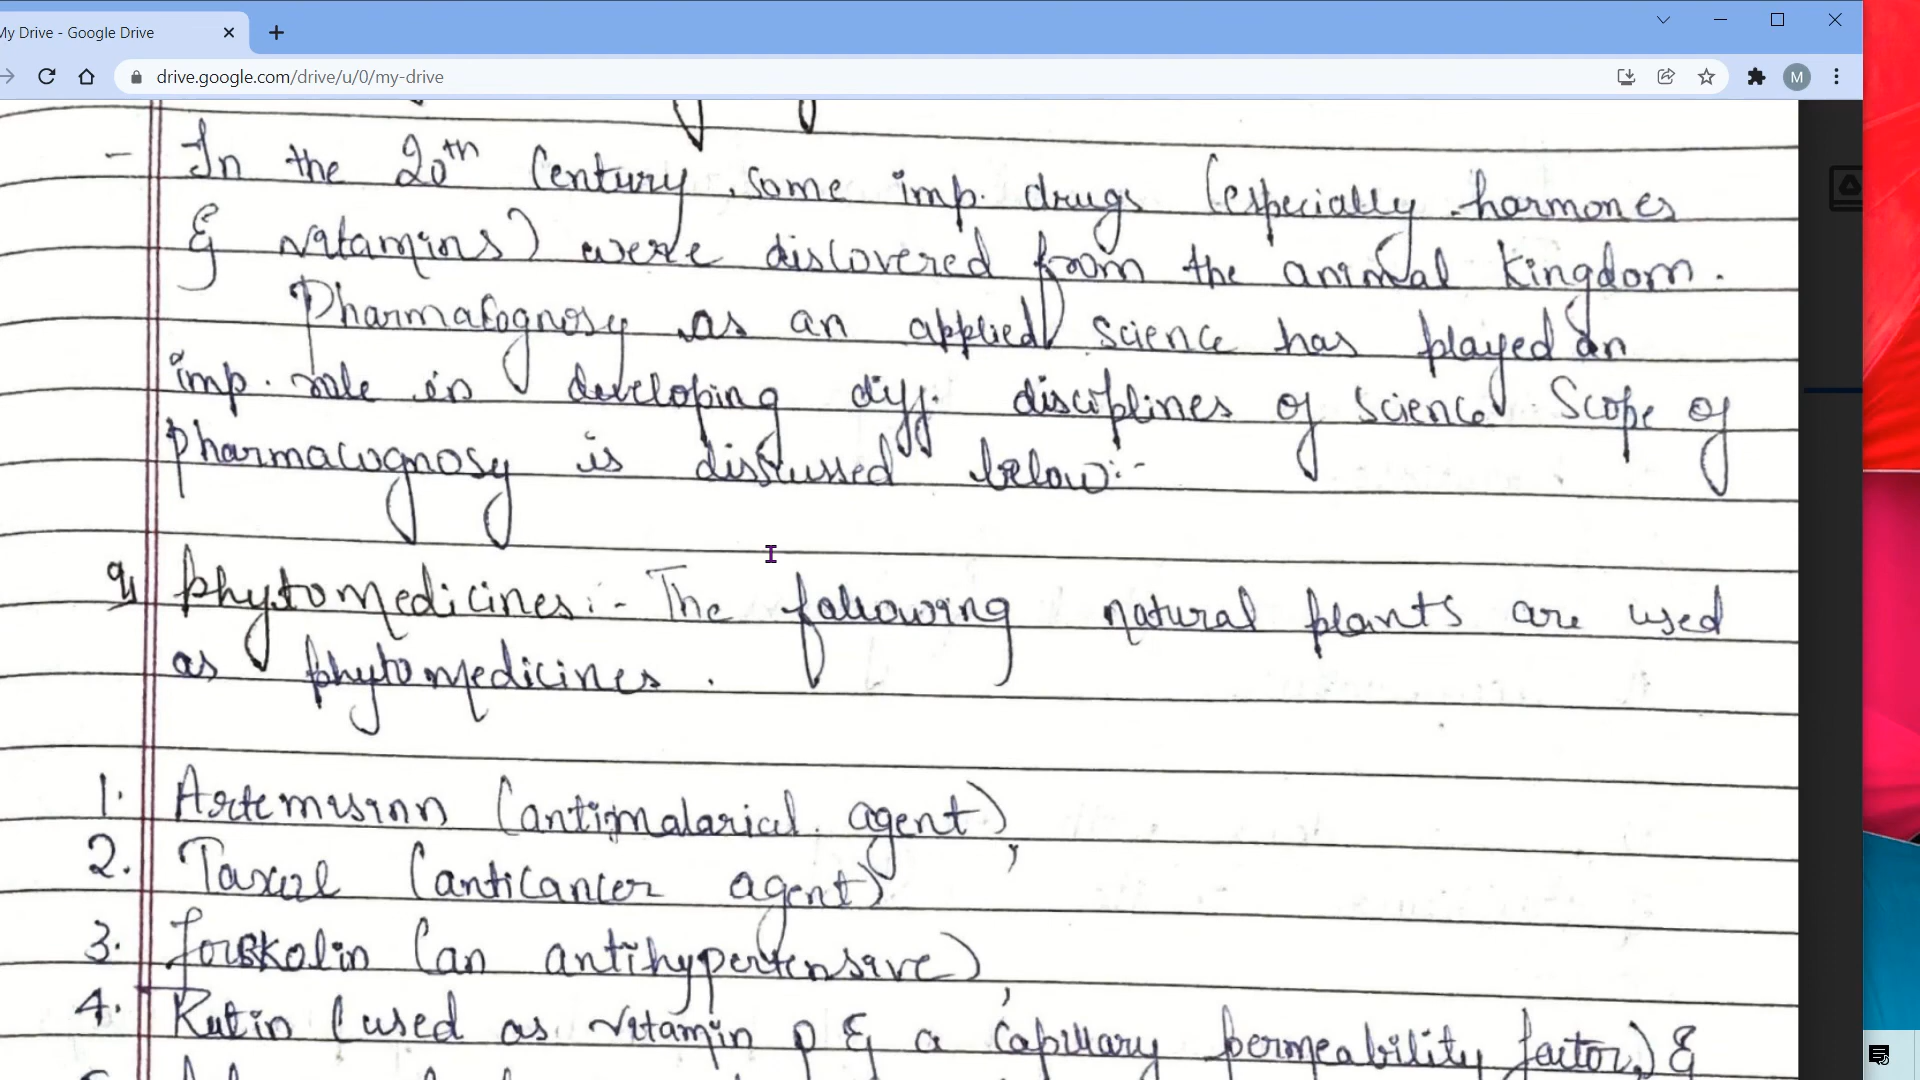 My Drive - Google Drive
drive.google.com/drive/u/0/my-drive
M
- In the 20th Century, some imp. drugs (especially hormones
& vitamins) were discovered from the animal kingdom.
Pharmacognosy as an applied science has played an
imp. role in developing diff. disciplines of science. Scope of
pharmacognosy is discussed below:-
a) Phytomedicines:- The following natural plants are used
as phytomedicines.
1. Artemisinn (antimalarial agent),
2. Taxol (anticancer agent)
3. forskolin (an antihypertensive),
4. Rutin (used as vitamin p & a capillary permeability factor,) &